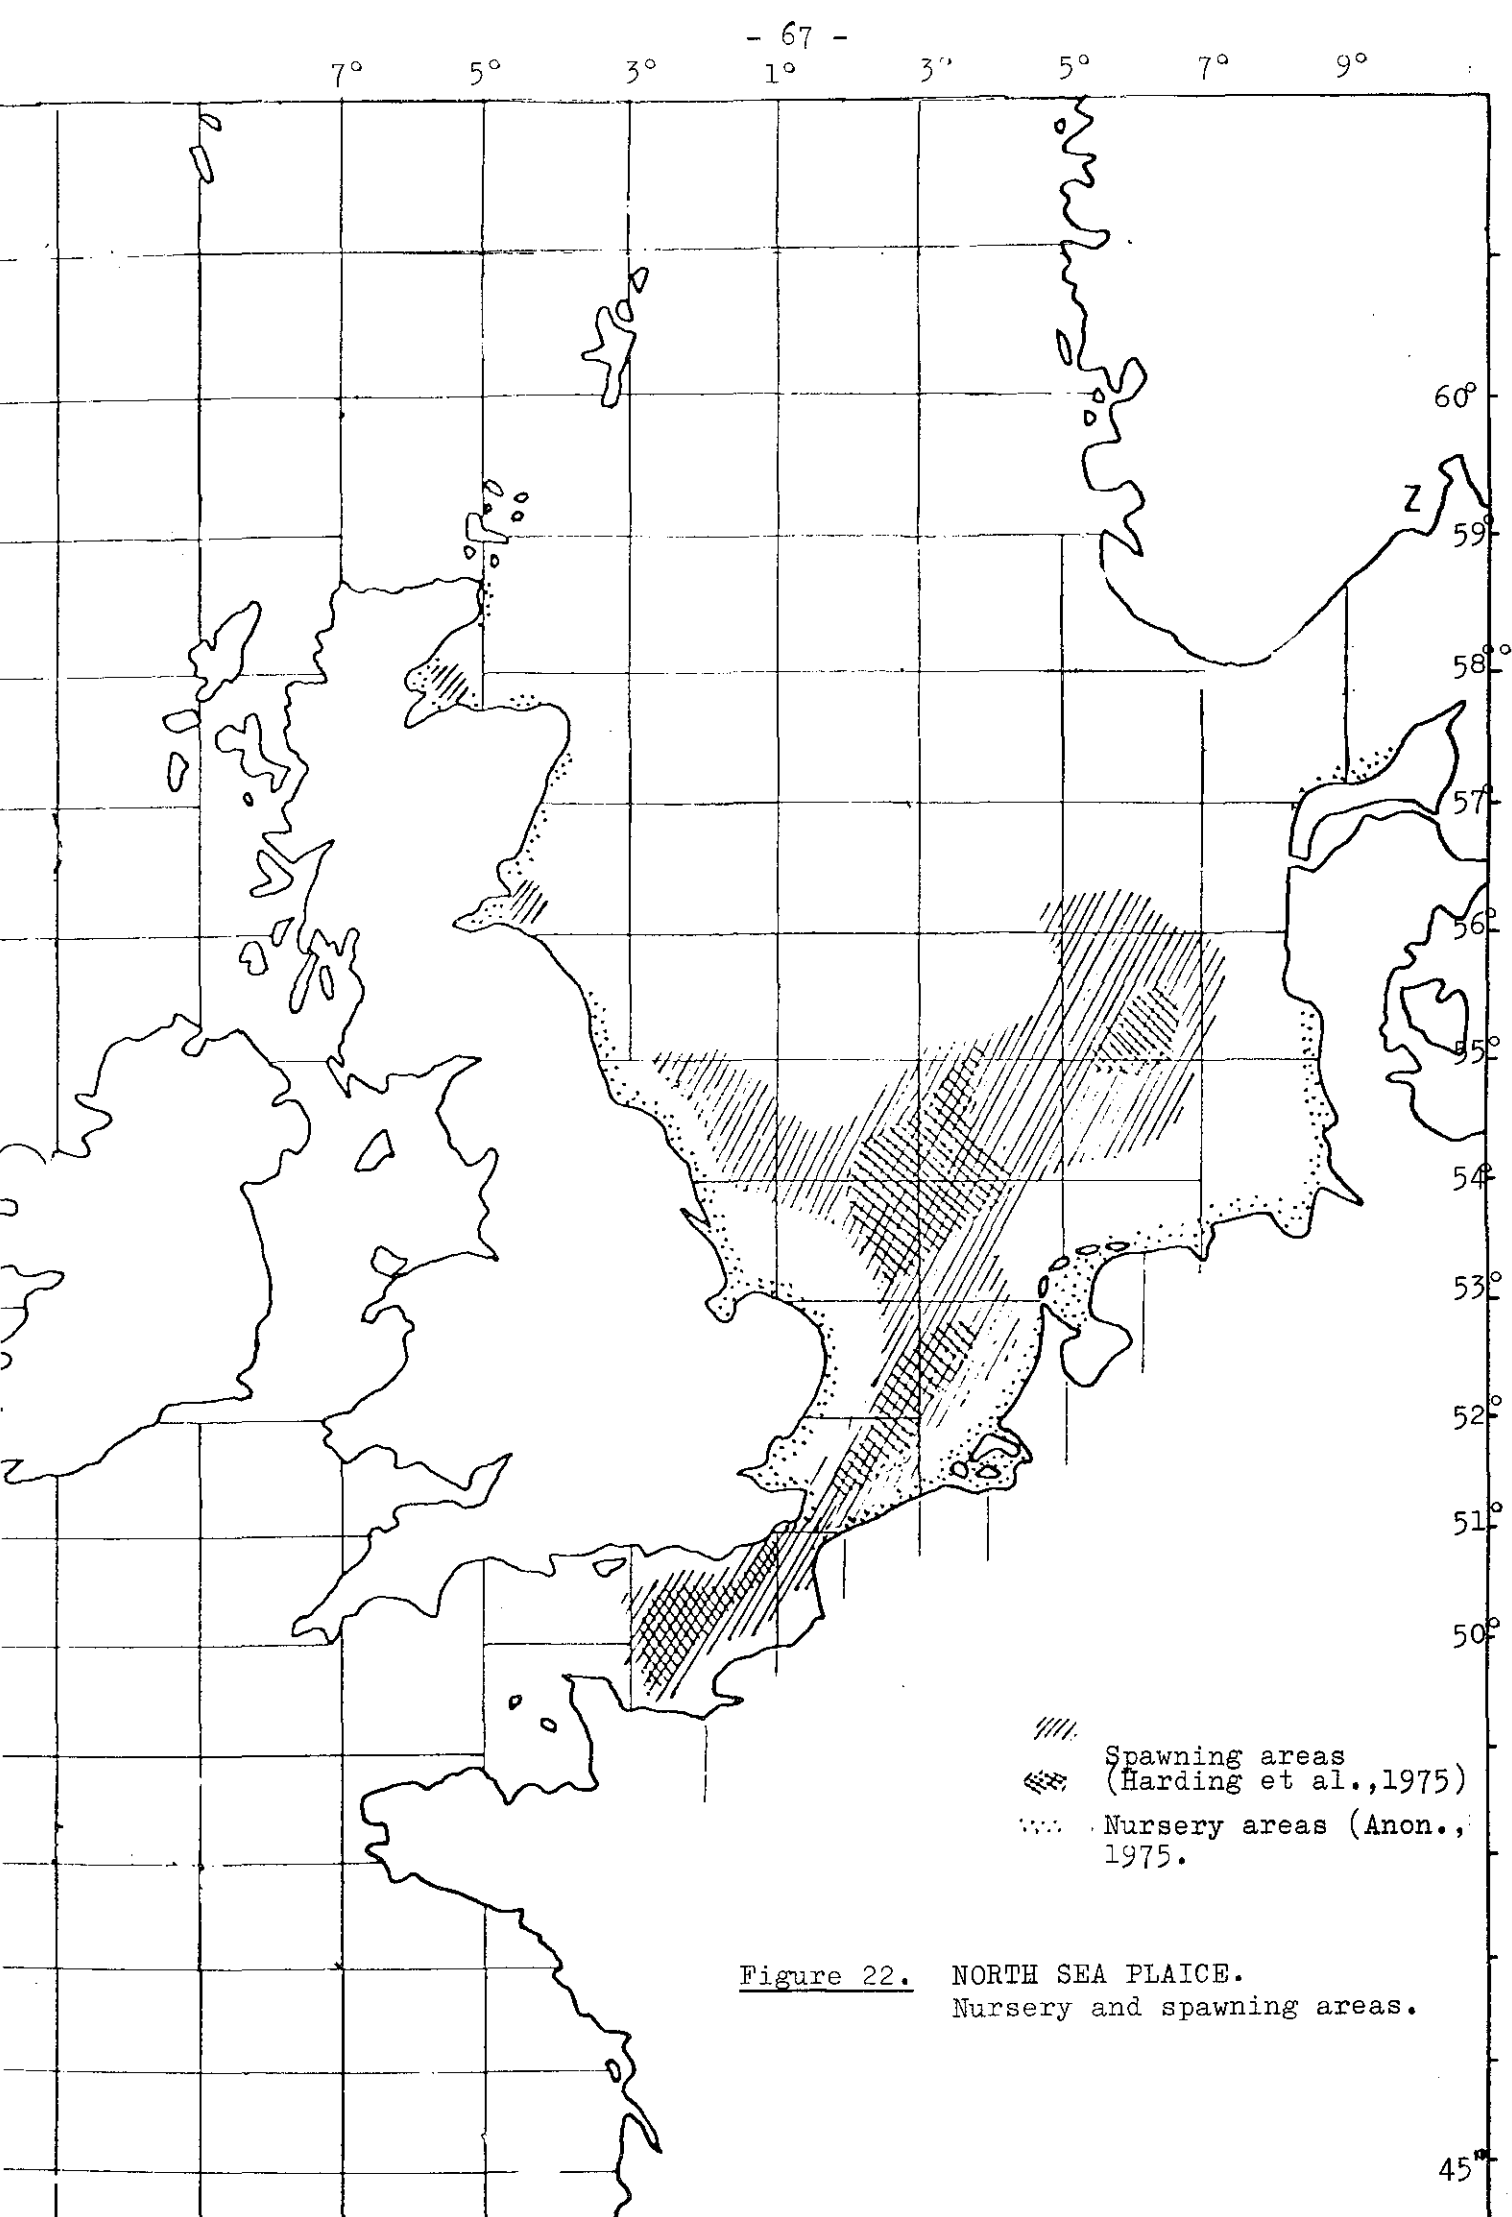 - 67 -
7° 5° 3° 1° 3° 5° 7° 9°
60°
Z
59°
58°
57°
56°
55°
54°
53°
52°
51°
50°
Spawning areas
(Harding et al.,1975)
Nursery areas (Anon.,
1975.
Figure 22. NORTH SEA PLAICE.
Nursery and spawning areas.
45°